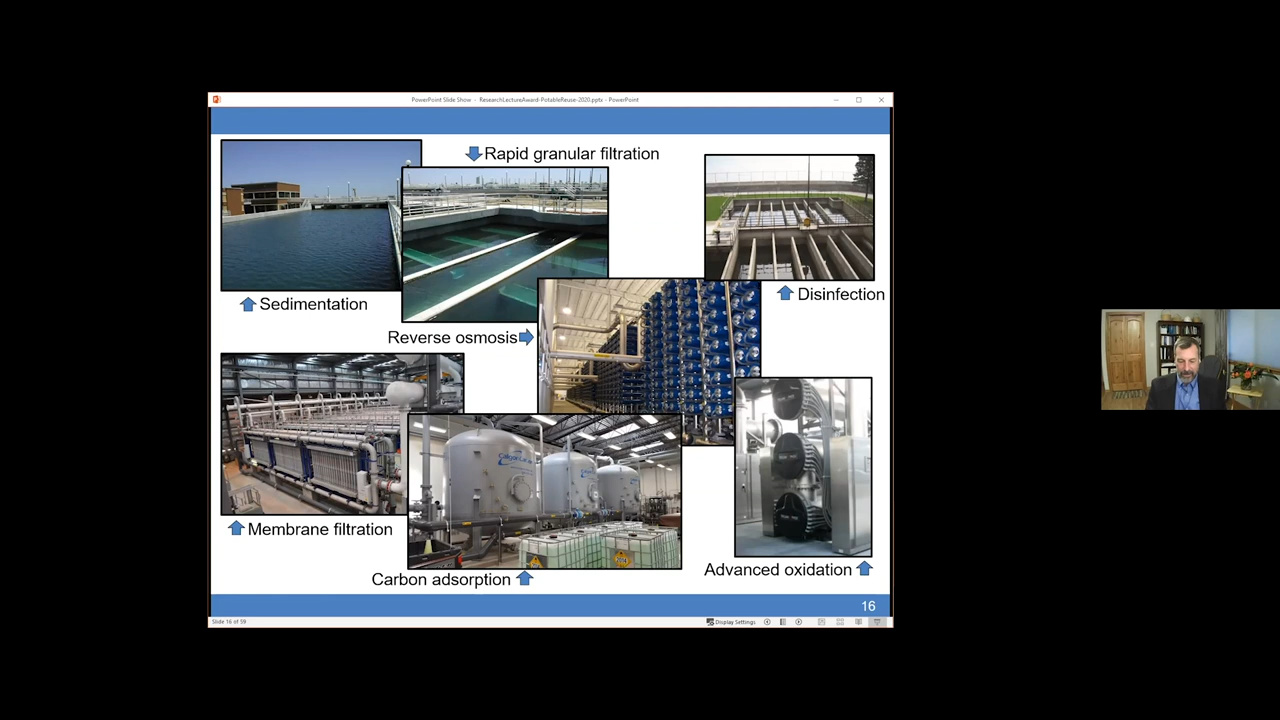 PowerPoint Slide Show - ResearchLectureAward-PotableReuse-2020.pptx - PowerPoint
Rapid granular filtration
Sedimentation
Disinfection
Reverse osmosis
Membrane filtration
Carbon adsorption
Advanced oxidation
16
Slide 16 of 59
Display Settings